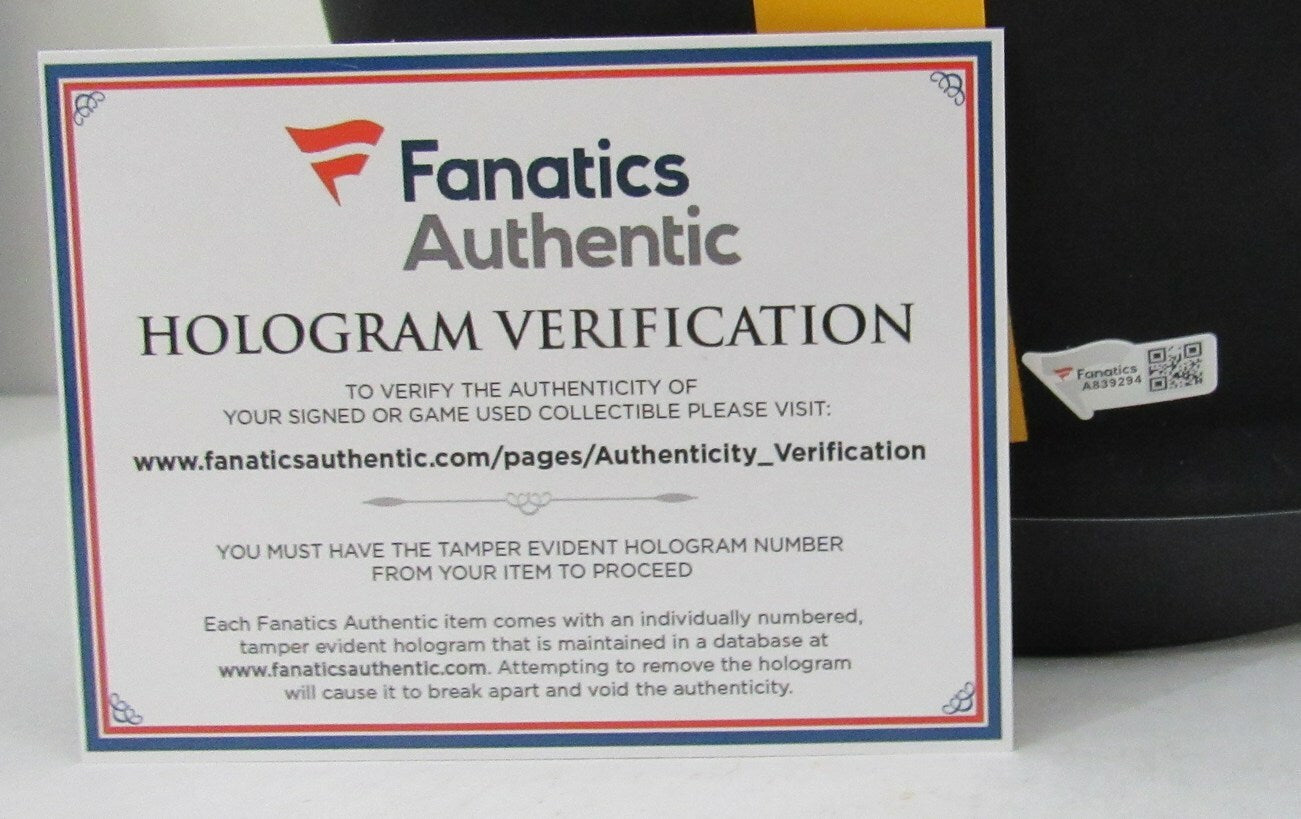 Fanatics
Authentic
HOLOGRAM VERIFICATION
TO VERIFY THE AUTHENTICITY OF
YOUR SIGNED OR GAME USED COLLECTIBLE PLEASE VISIT:
www.fanaticsauthentic.com/pages/Authenticity_Verification
YOU MUST HAVE THE TAMPER EVIDENT HOLOGRAM NUMBER
FROM YOUR ITEM TO PROCEED
Each Fanatics Authentic item comes with an individually numbered,
tamper evident hologram that is maintained in a database at
www.fanaticsauthentic.com. Attempting to remove the hologram
will cause it to break apart and void the authenticity.
Fanatics
A839294